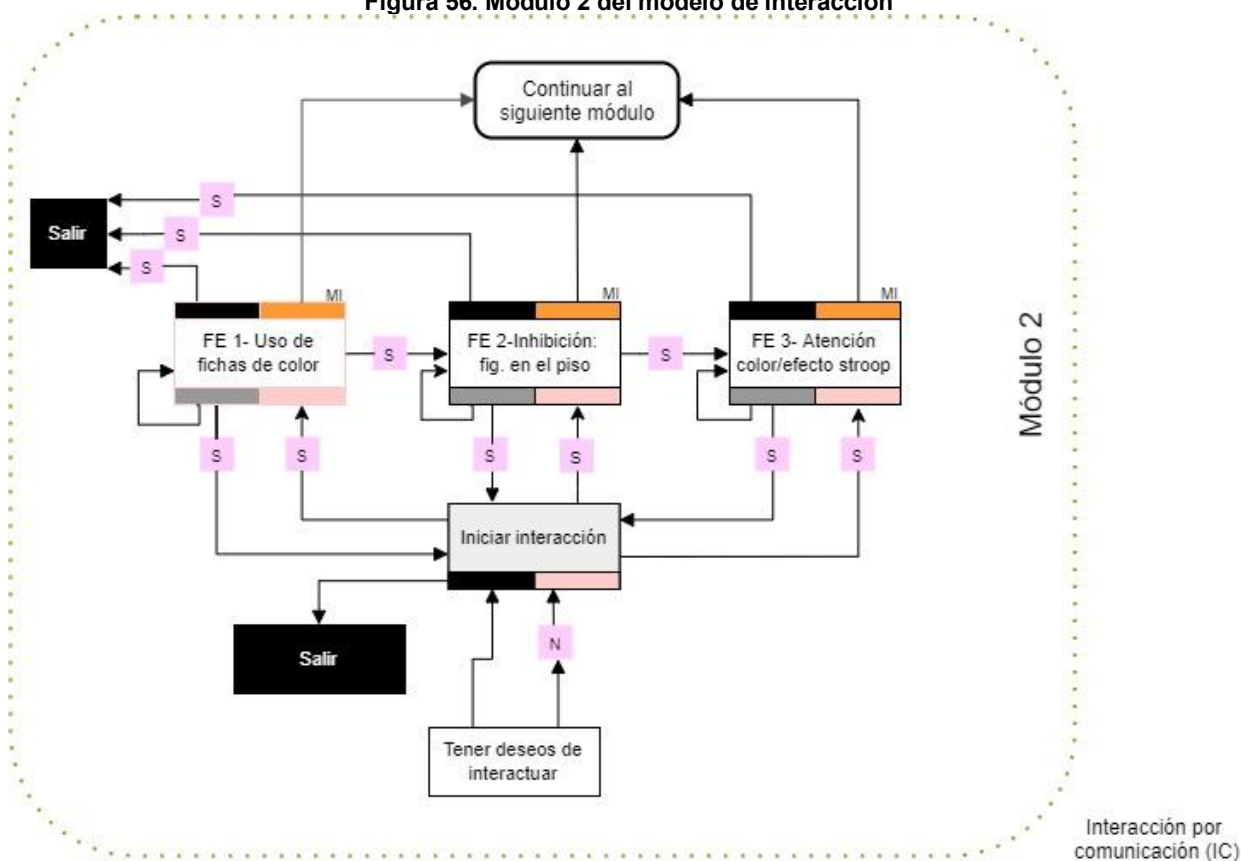 Figura 56. Módulo 2 del modelo de interacción
Continuar al
siguiente módulo
S
Salir
S
S
MI
MI
MI
FE 1- Uso de
fichas de color
S
FE 2-Inhibición:
fig. en el piso
S
FE 3- Atención
color/efecto stroop
Módulo 2
S
S
S
S
S
S
Iniciar interacción
Salir
N
Tener deseos de
interactuar
Interacción por
comunicación (IC)